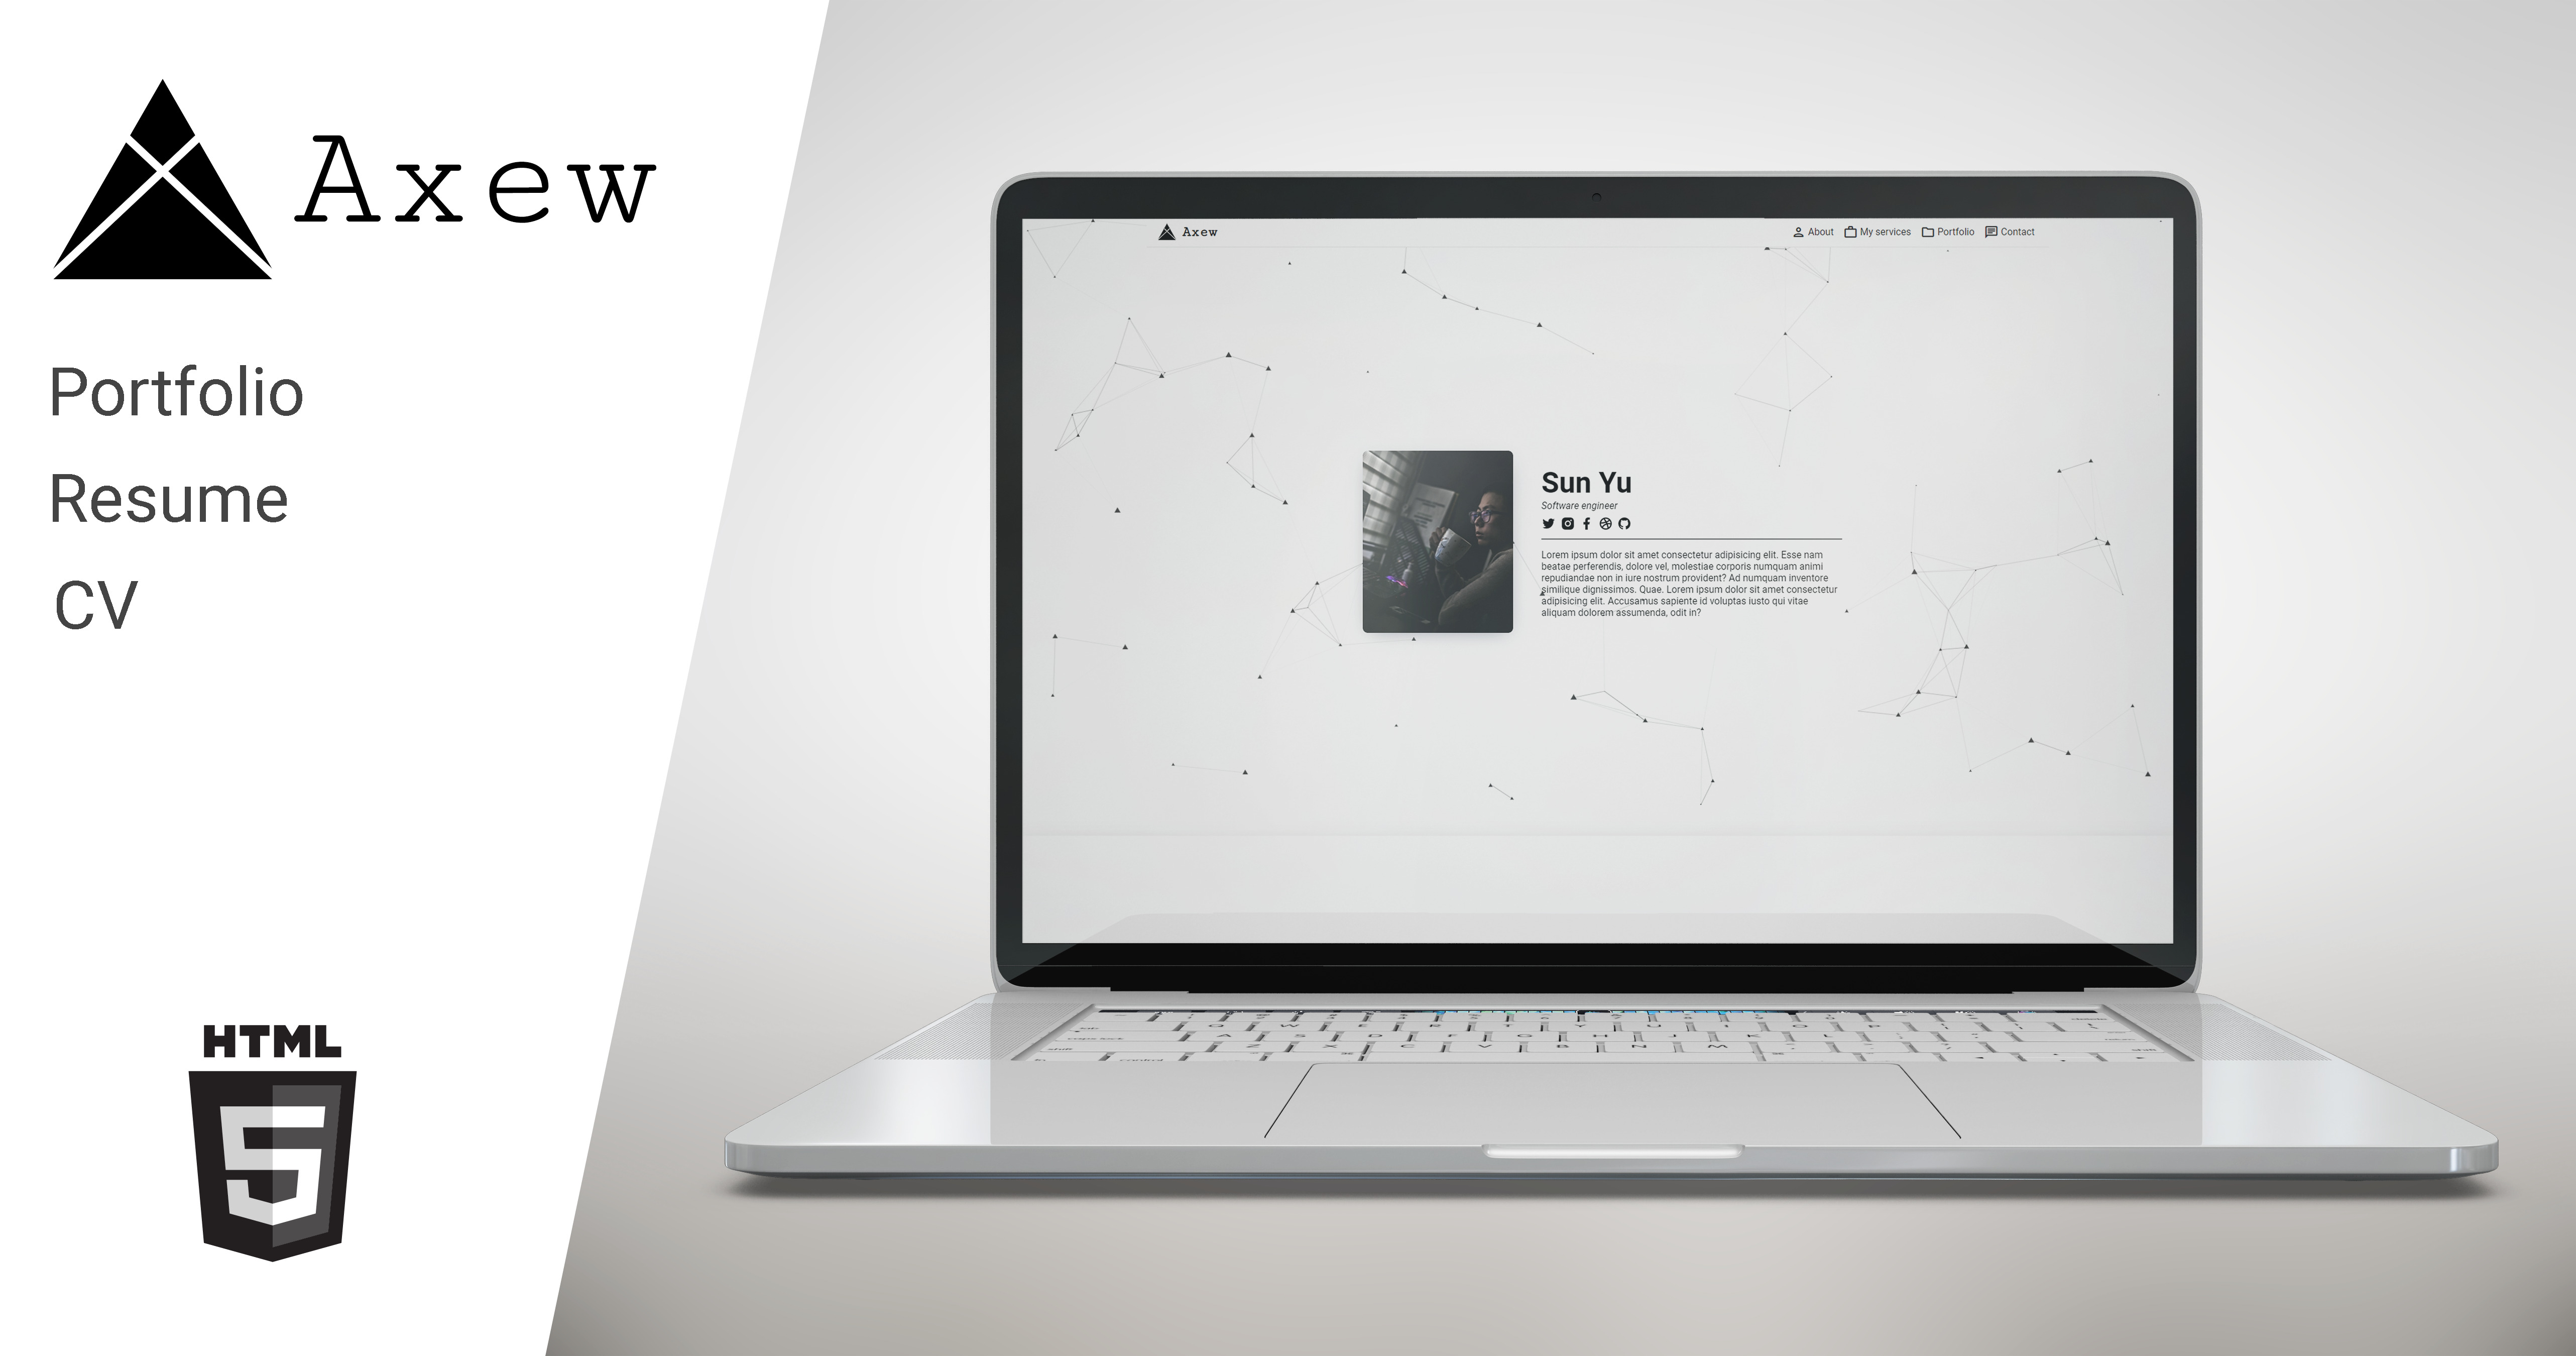 Axew
Portfolio
Resume
CV
HTML
5
Axew
About My services Portfolio Contact
Sun Yu
Software engineer
Lorem ipsum dolor sit amet consectetur adipisicing elit. Esse nam
beatae perferendis, dolore vel, molestiae corporis numquam animi
repudiandae non in iure nostrum provident? Ad numquam inventore
similique dignissimos. Quae. Lorem ipsum dolor sit amet consectetur
adipisicing elit. Accusamus sapiente id voluptas iusto qui vitae
aliquam dolorem assumenda, odit in?
Q W E R T Y U I O P
A S D F G H J K L
Z X C V B N M